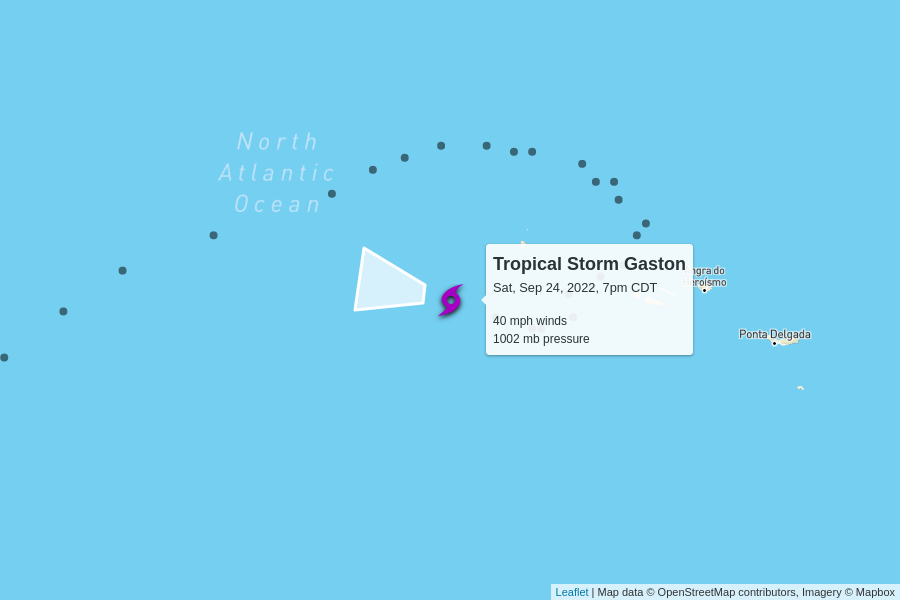 North
Atlantic
Ocean
Tropical Storm Gaston
Sat, Sep 24, 2022, 7pm CDT
40 mph winds
1002 mb pressure
ngra do
eroísmo
Ponta Delgada
Leaflet | Map data © OpenStreetMap contributors, Imagery © Mapbox